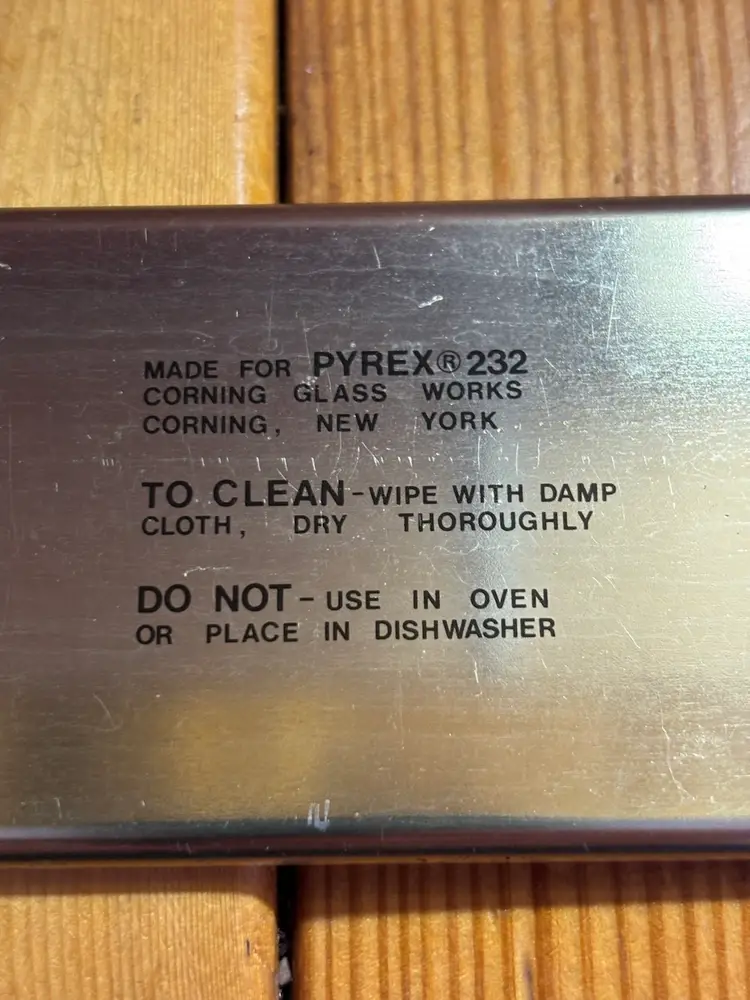 MADE FOR PYREX® 232
CORNING GLASS WORKS
CORNING, NEW YORK
TO CLEAN - WIPE WITH DAMP
CLOTH, DRY THOROUGHLY
DO NOT - USE IN OVEN
OR PLACE IN DISHWASHER